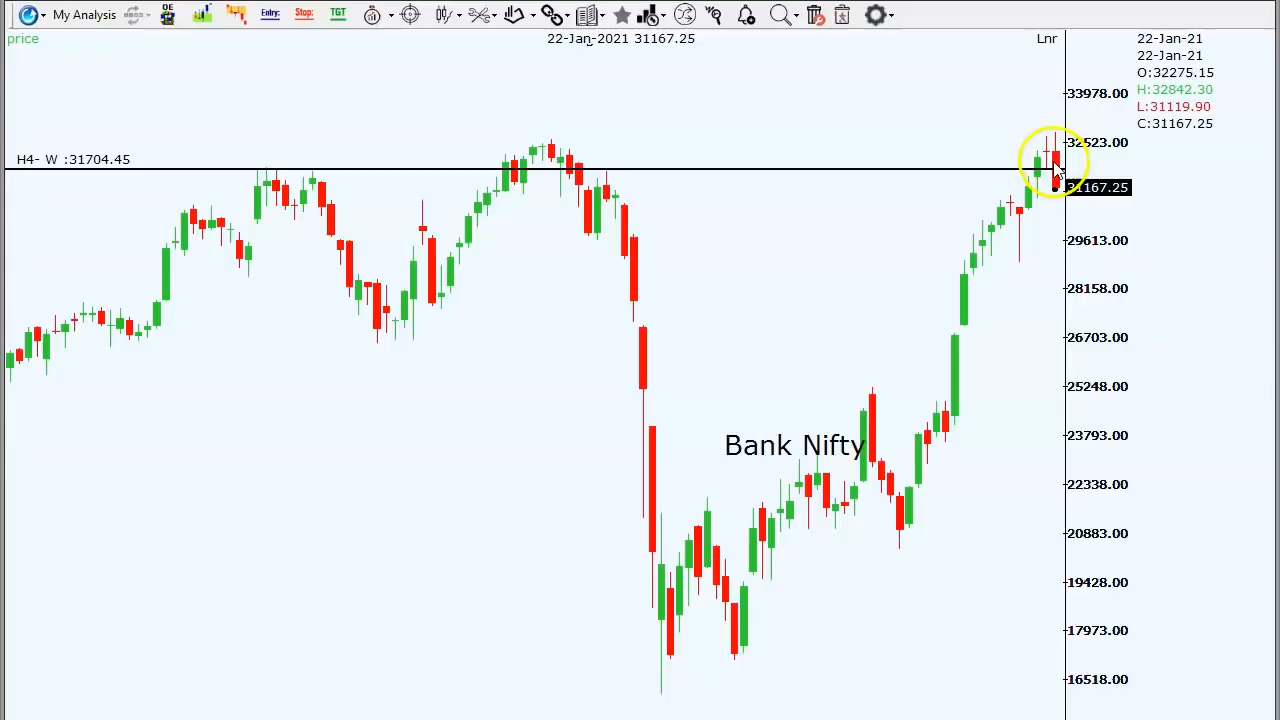 My Analysis OE Entry: Stop: TGT
price 22-Jan-2021 31167.25 Lnr 22-Jan-21
22-Jan-21
O:32275.15
H:32842.30
L:31119.90
C:31167.25
33978.00
32523.00
H4- W :31704.45
31167.25
29613.00
28158.00
26703.00
25248.00
23793.00
Bank Nifty
22338.00
20883.00
19428.00
17973.00
16518.00